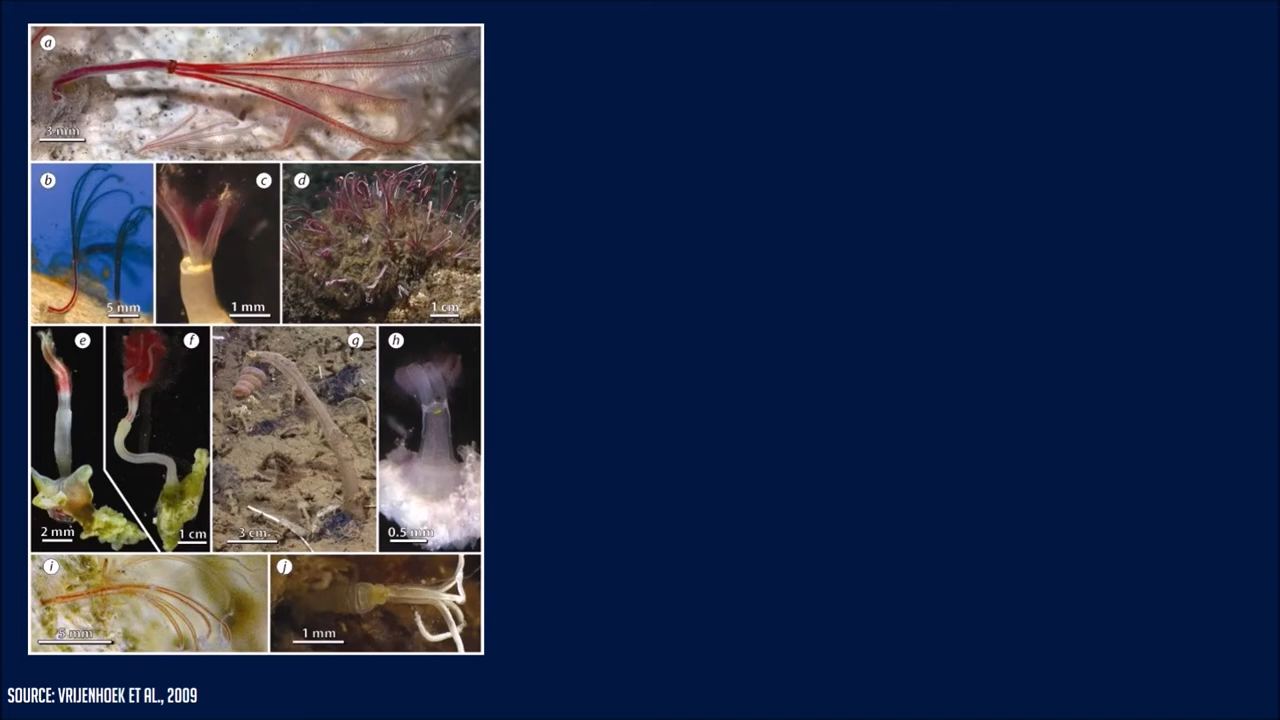 a
3 mm
b
5 mm
c
1 mm
d
1 cm
e
2 mm
f
1 cm
g
3 cm
h
0.5 mm
i
5 mm
j
1 mm
SOURCE: VRIJENHOEK ET AL., 2009